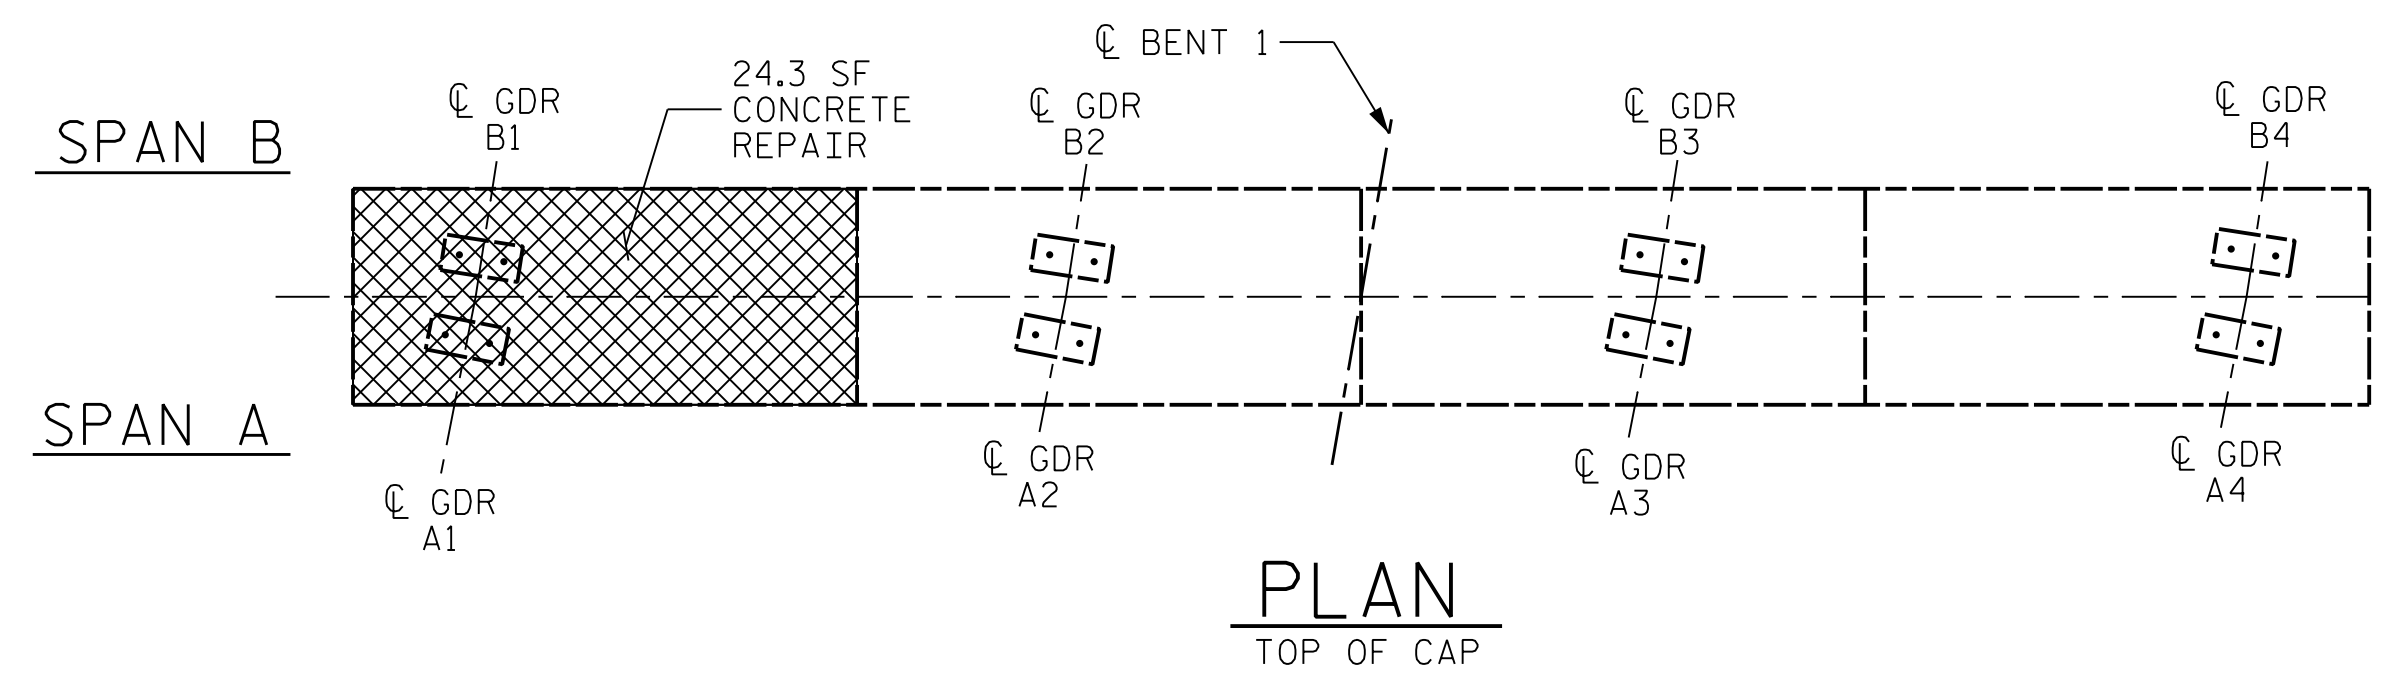 ℄ BENT 1
24.3 SF
CONCRETE
REPAIR
℄ GDR
B1
℄ GDR
B2
℄ GDR
B3
℄ GDR
B4
SPAN B
SPAN A
℄ GDR
A1
℄ GDR
A2
℄ GDR
A3
℄ GDR
A4
PLAN
TOP OF CAP